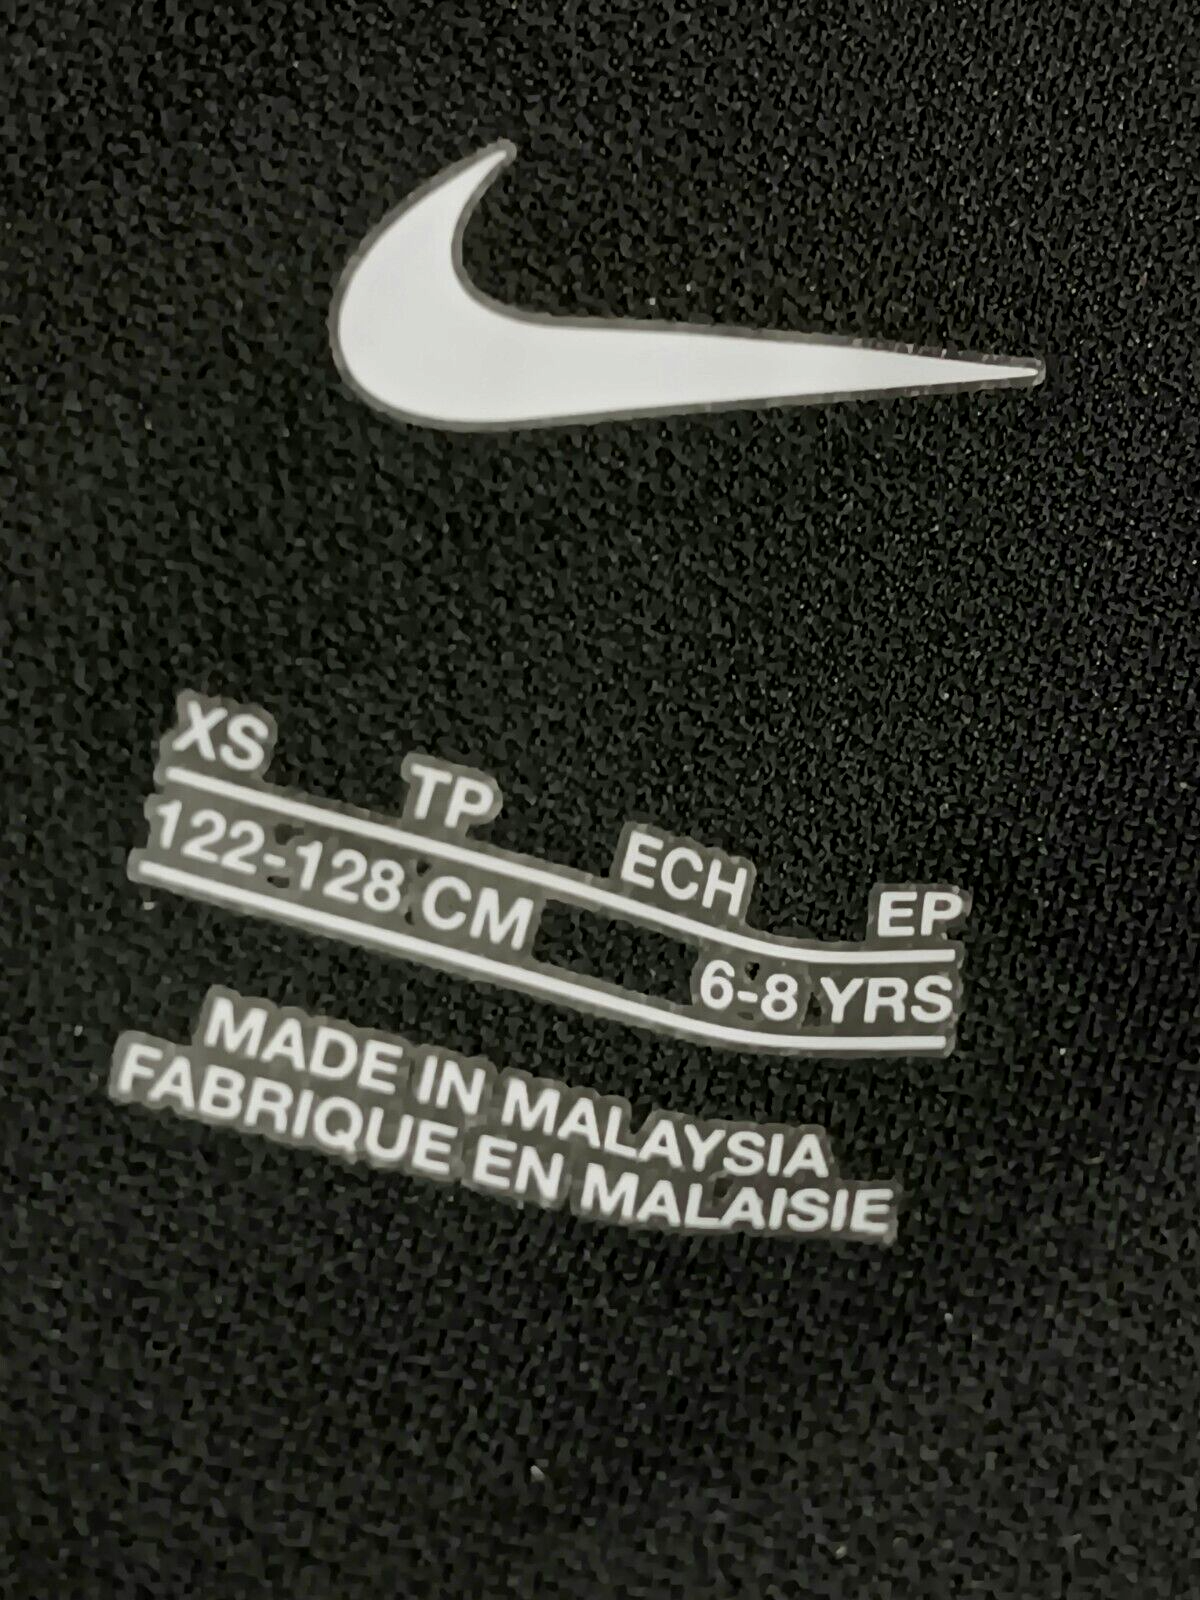 XS TP ECH EP
122-128 CM 6-8 YRS
MADE IN MALAYSIA
FABRIQUE EN MALAISIE